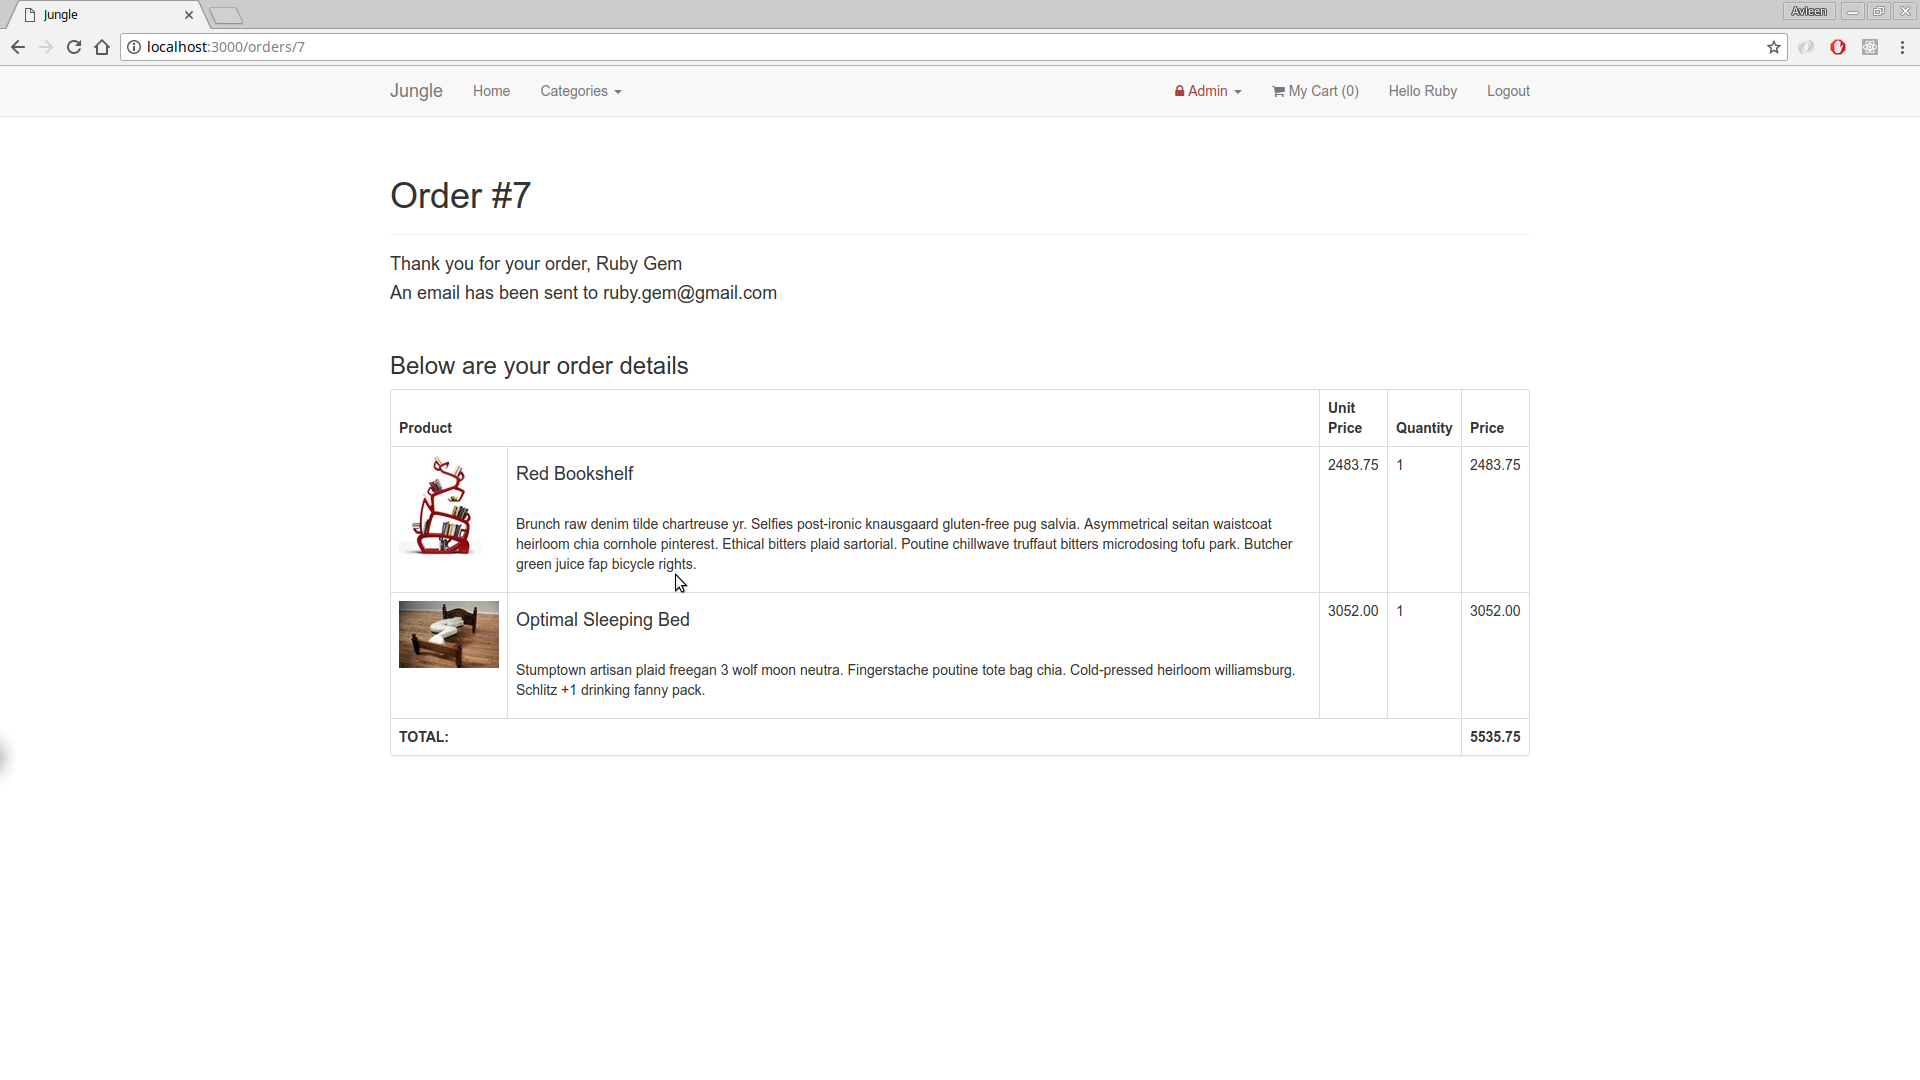 Jungle
Avleen
localhost:3000/orders/7
Jungle Home Categories Admin My Cart (0) Hello Ruby Logout
Order #7
Thank you for your order, Ruby Gem
An email has been sent to ruby.gem@gmail.com
Below are your order details
Product Unit Price Quantity Price
Red Bookshelf 2483.75 1 2483.75
Brunch raw denim tilde chartreuse yr. Selfies post-ironic knausgaard gluten-free pug salvia. Asymmetrical seitan waistcoat
heirloom chia cornhole pinterest. Ethical bitters plaid sartorial. Poutine chillwave truffaut bitters microdosing tofu park. Butcher
green juice fap bicycle rights.
Optimal Sleeping Bed 3052.00 1 3052.00
Stumptown artisan plaid freegan 3 wolf moon neutra. Fingerstache poutine tote bag chia. Cold-pressed heirloom williamsburg.
Schlitz +1 drinking fanny pack.
TOTAL: 5535.75